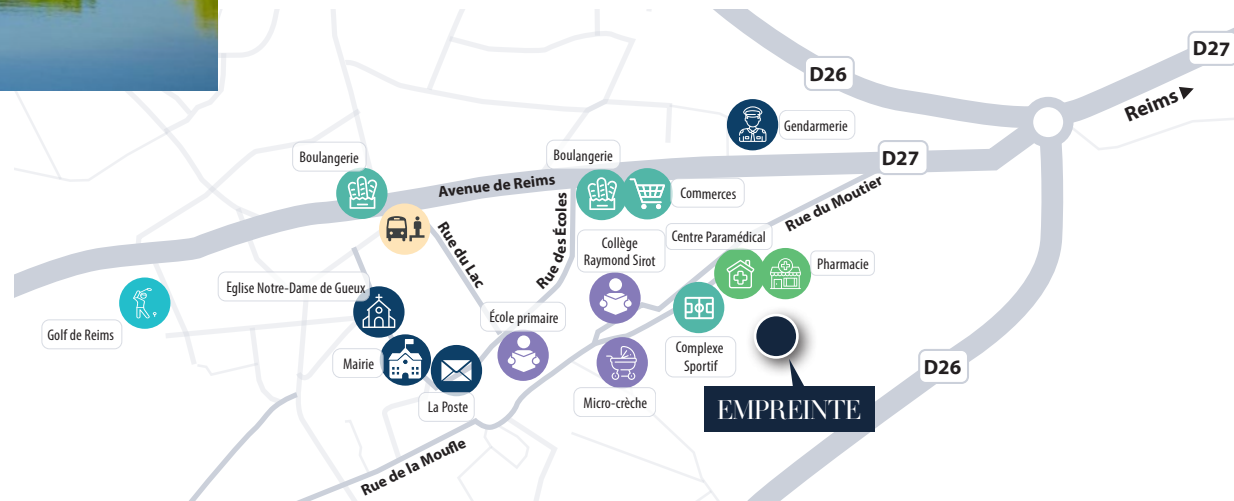 D27
D26
Reims
Gendarmerie
Boulangerie
Boulangerie
D27
Avenue de Reims
Commerces
Rue du Moutier
Rue des Écoles
Rue du Lac
Collège
Raymond Sirot
Centre Paramédical
Pharmacie
Eglise Notre-Dame de Gueux
École primaire
Golf de Reims
Mairie
Complexe
Sportif
D26
La Poste
Micro-crèche
EMPREINTE
Rue de la Moufle